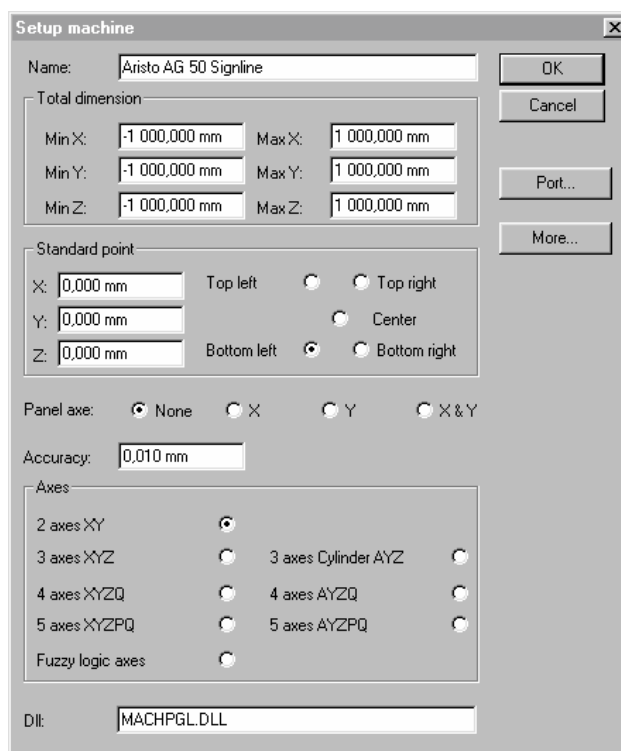 Setup machine
Name: Aristo AG 50 Signline
OK
Cancel
Port...
More...
Total dimension
Min X: -1 000,000 mm Max X: 1 000,000 mm
Min Y: -1 000,000 mm Max Y: 1 000,000 mm
Min Z: -1 000,000 mm Max Z: 1 000,000 mm
Standard point
X: 0,000 mm Top left Top right
Y: 0,000 mm Center
Z: 0,000 mm Bottom left Bottom right
Panel axe: None X Y X & Y
Accuracy: 0,010 mm
Axes
2 axes XY
3 axes XYZ 3 axes Cylinder AYZ
4 axes XYZQ 4 axes AYZQ
5 axes XYZPQ 5 axes AYZPQ
Fuzzy logic axes
Dll: MACHPGL.DLL